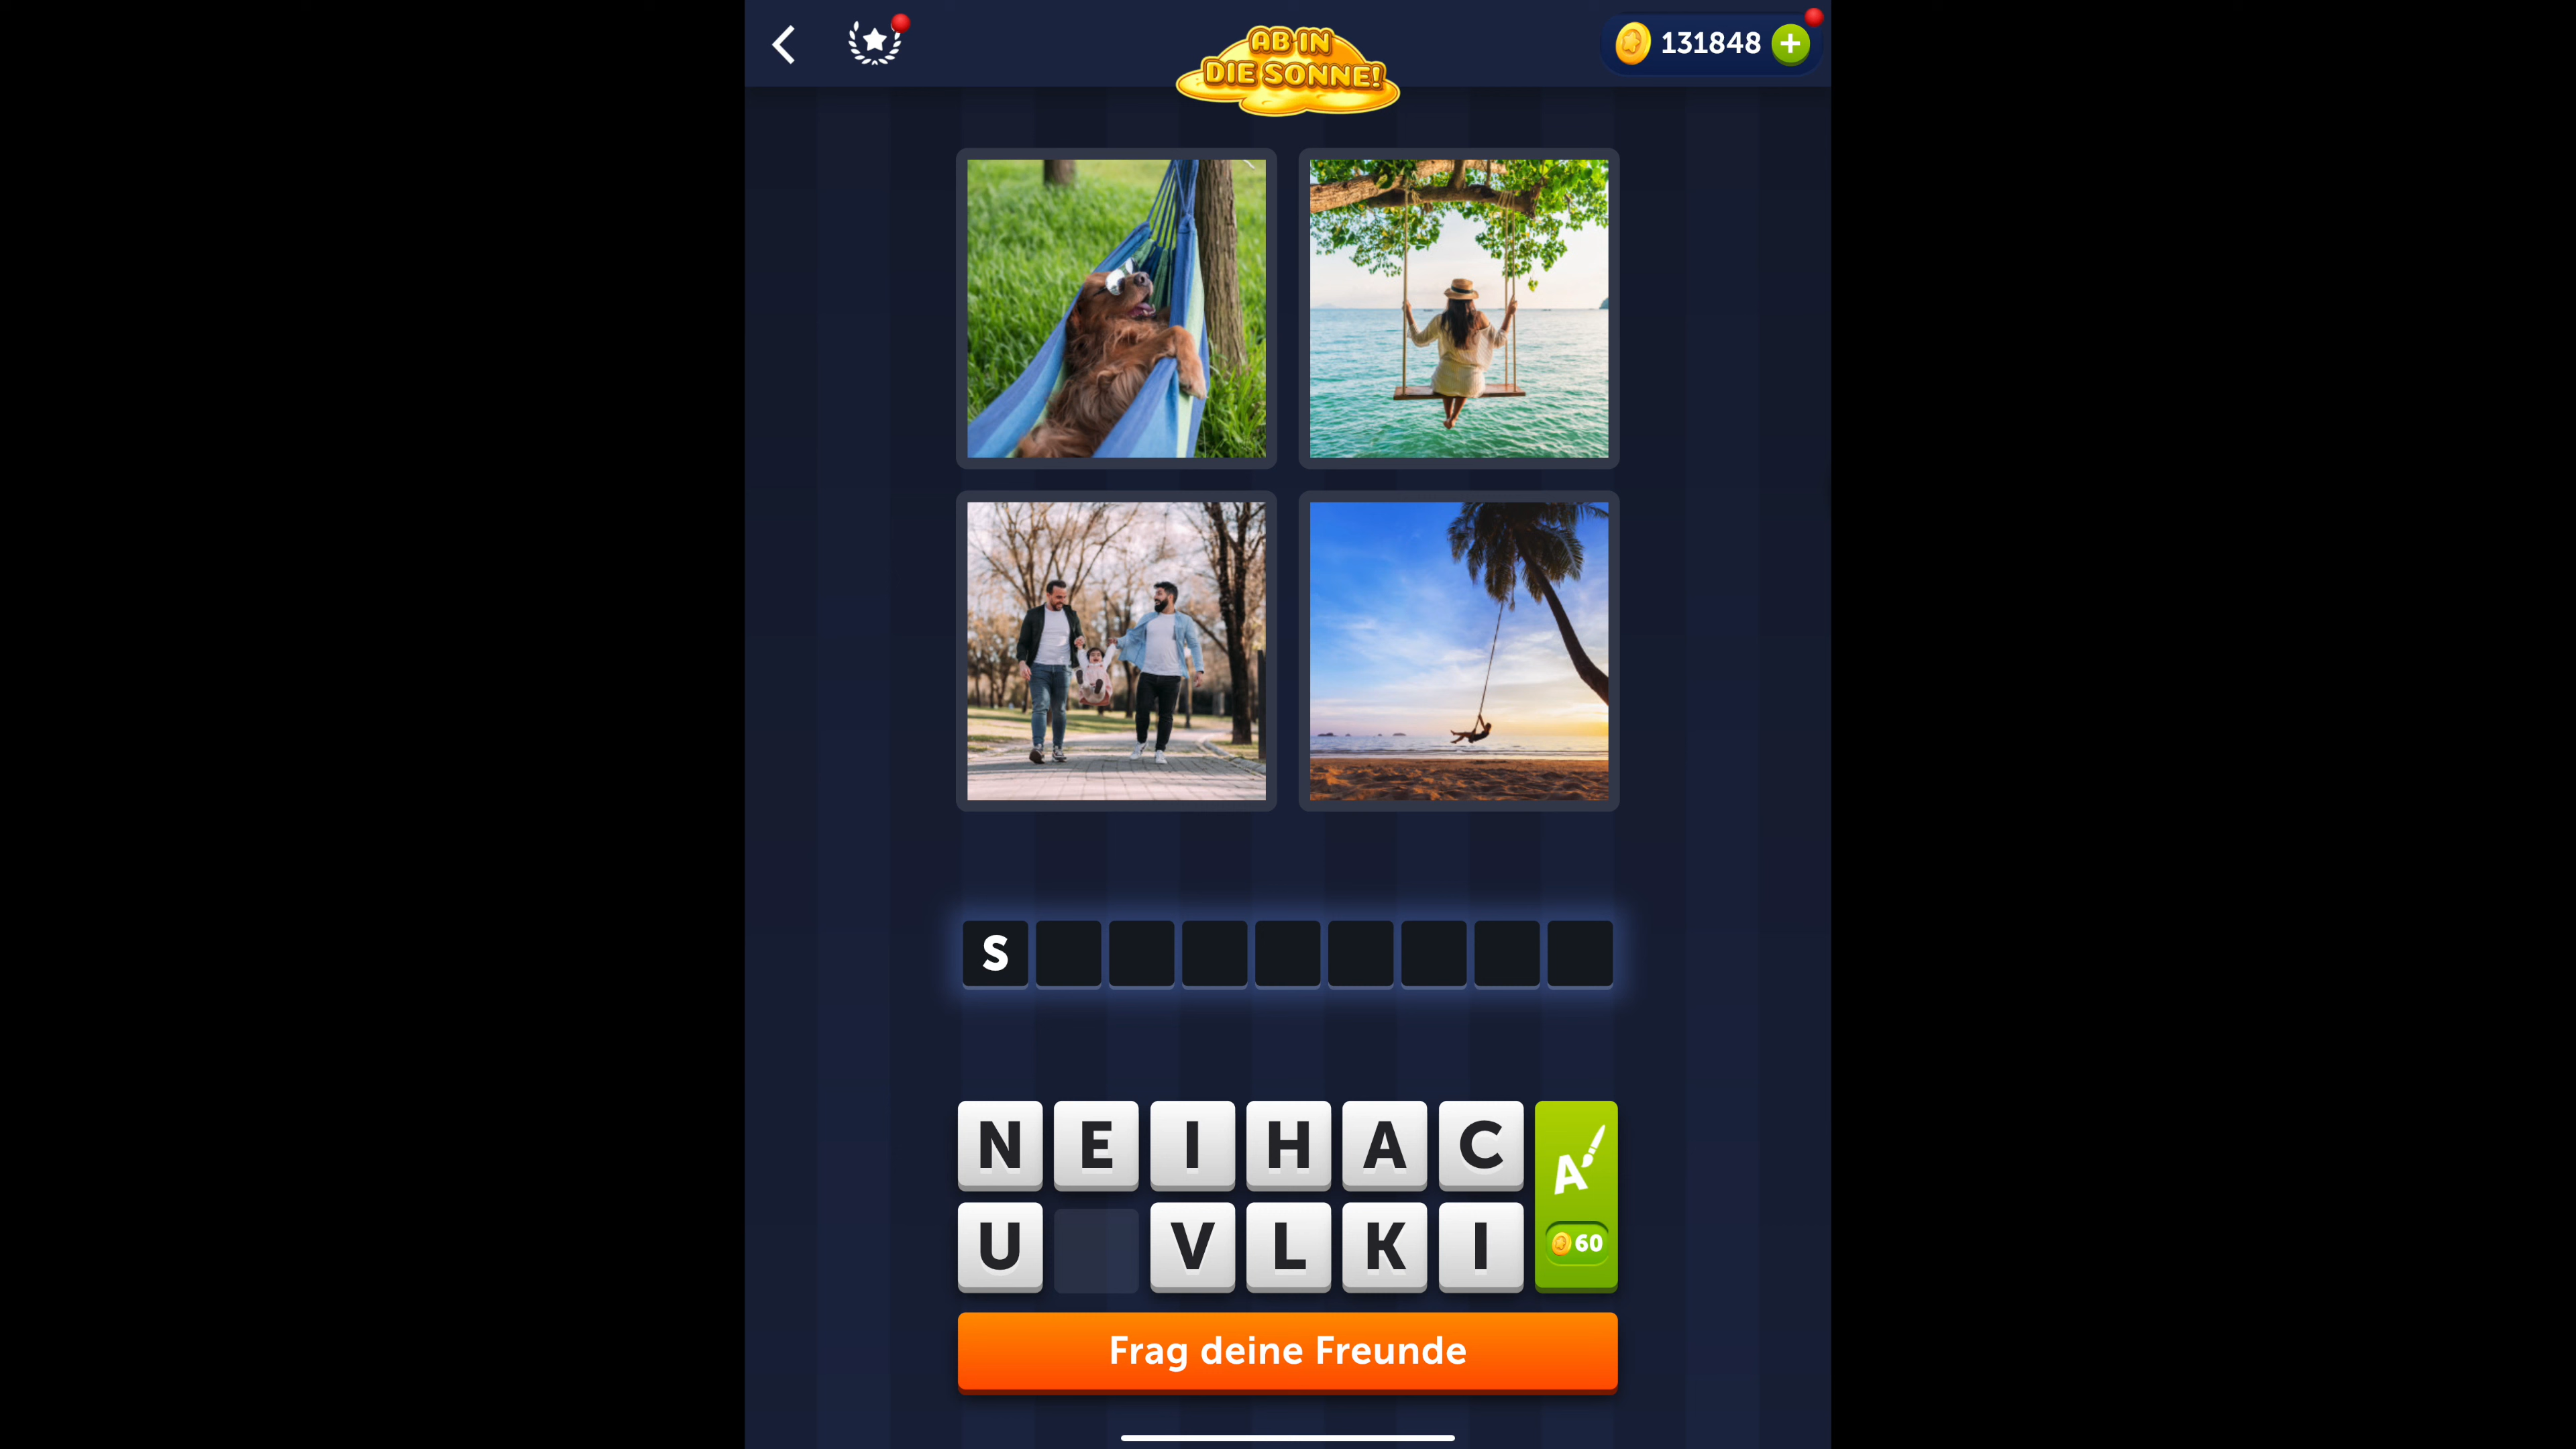 AB IN
DIE SONNE!
131848
S
N E I H A C
U V L K I
A
60
Frag deine Freunde